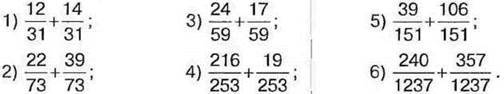 1) 12/31 + 14/31; 3) 24/59 + 17/59; 5) 39/151 + 106/151;
2) 22/73 + 39/73; 4) 216/253 + 19/253; 6) 240/1237 + 357/1237.